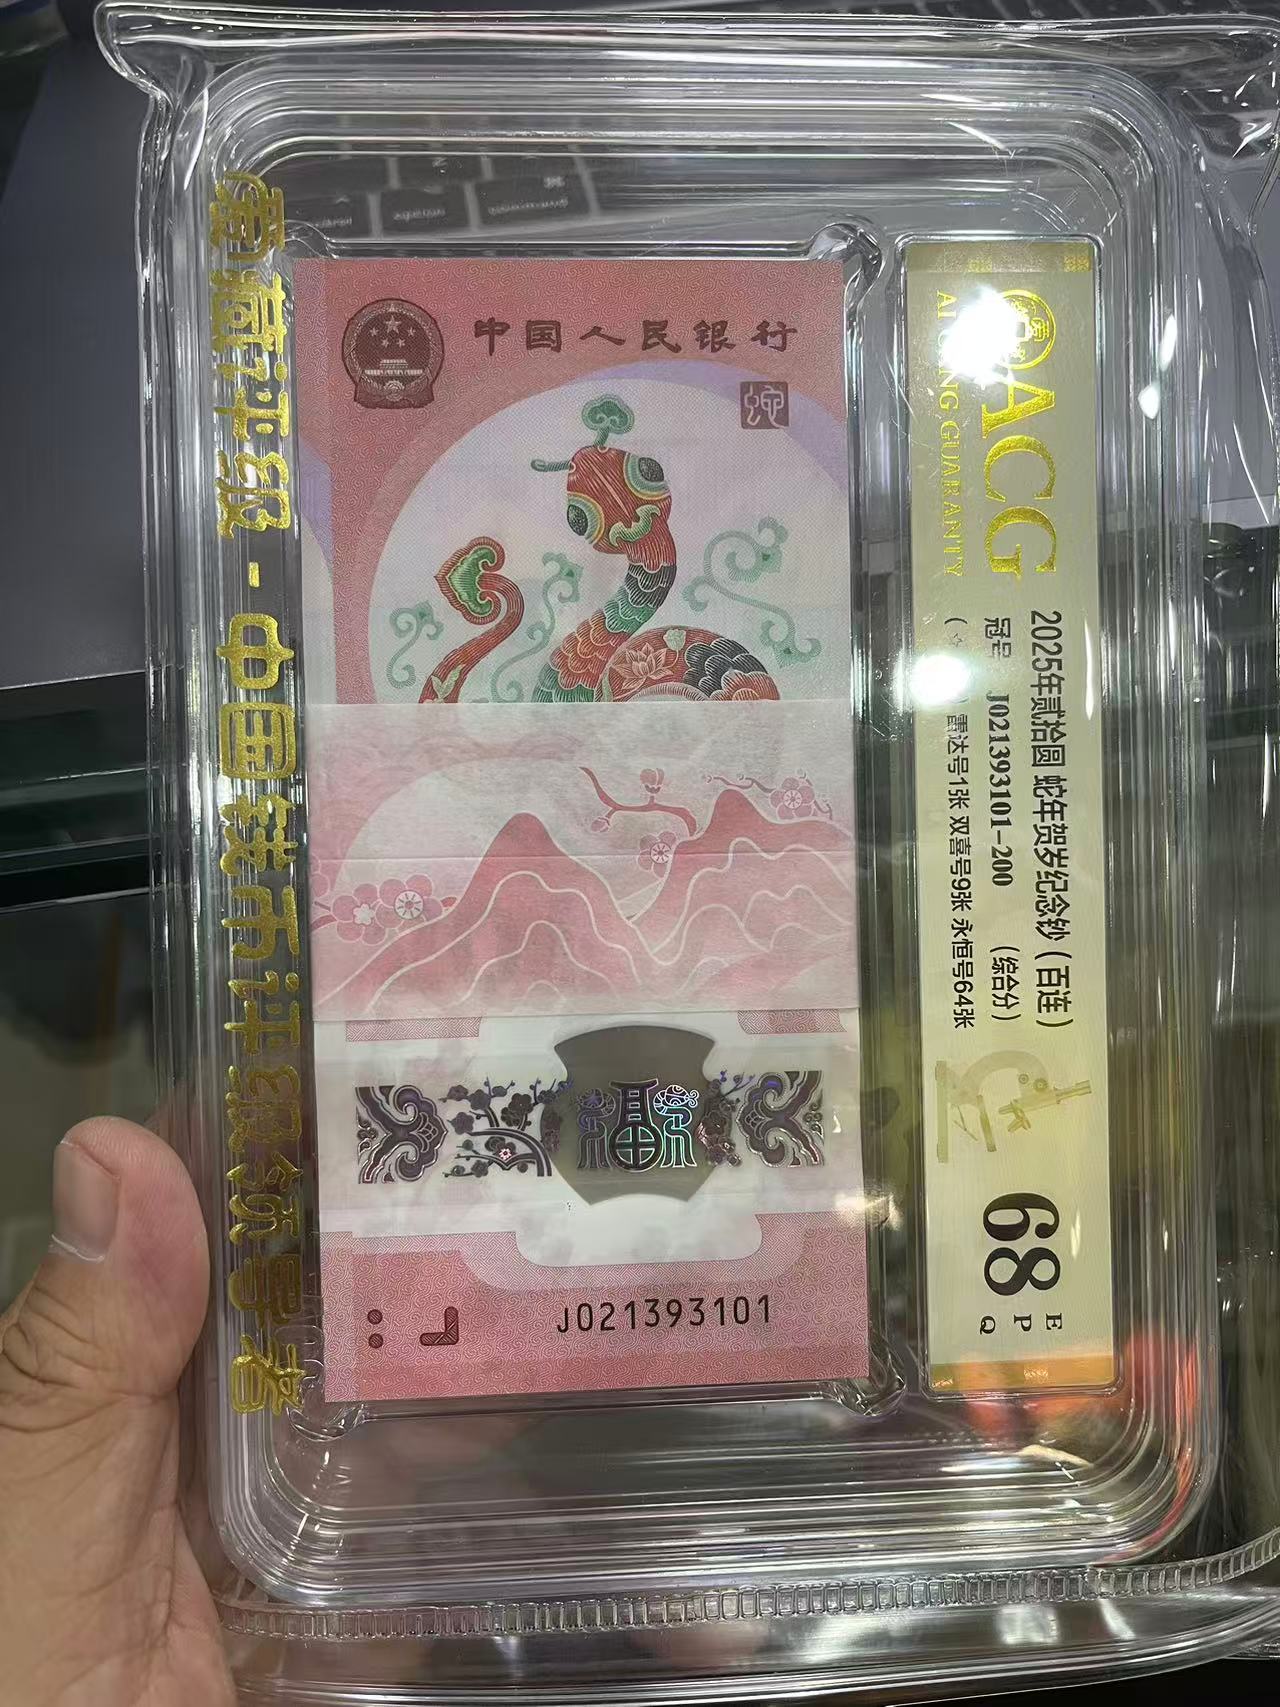 中国人民银行
J021393101
ACG
GUARANTY
2025年贰拾圆 蛇年贺岁纪念钞（百连）
冠号 J021393101-200 （综合分）
雷达号1张 双喜号9张 永恒号64张
68
E
P
Q
爱藏评级-中国钱币评级领导者
option
command